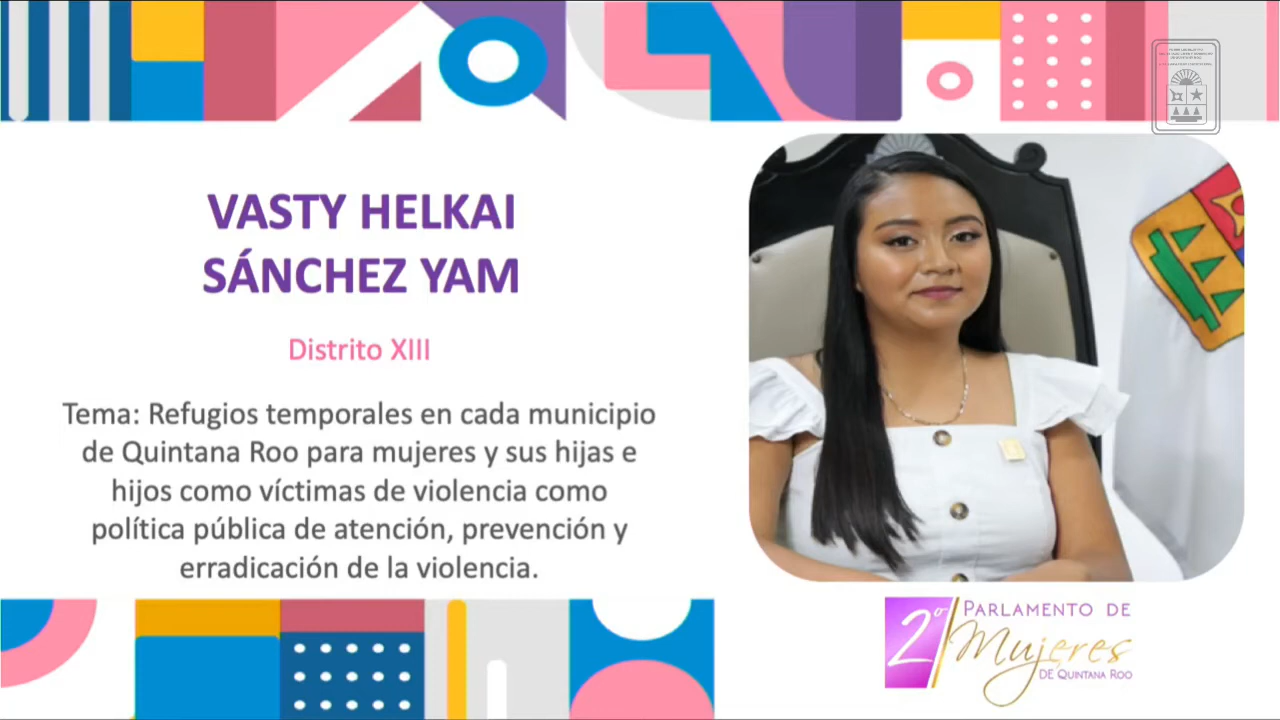 VASTY HELKAI
SÁNCHEZ YAM
Distrito XIII
Tema: Refugios temporales en cada municipio
de Quintana Roo para mujeres y sus hijas e
hijos como víctimas de violencia como
política pública de atención, prevención y
erradicación de la violencia.
2º PARLAMENTO DE
Mujeres
DE QUINTANA ROO